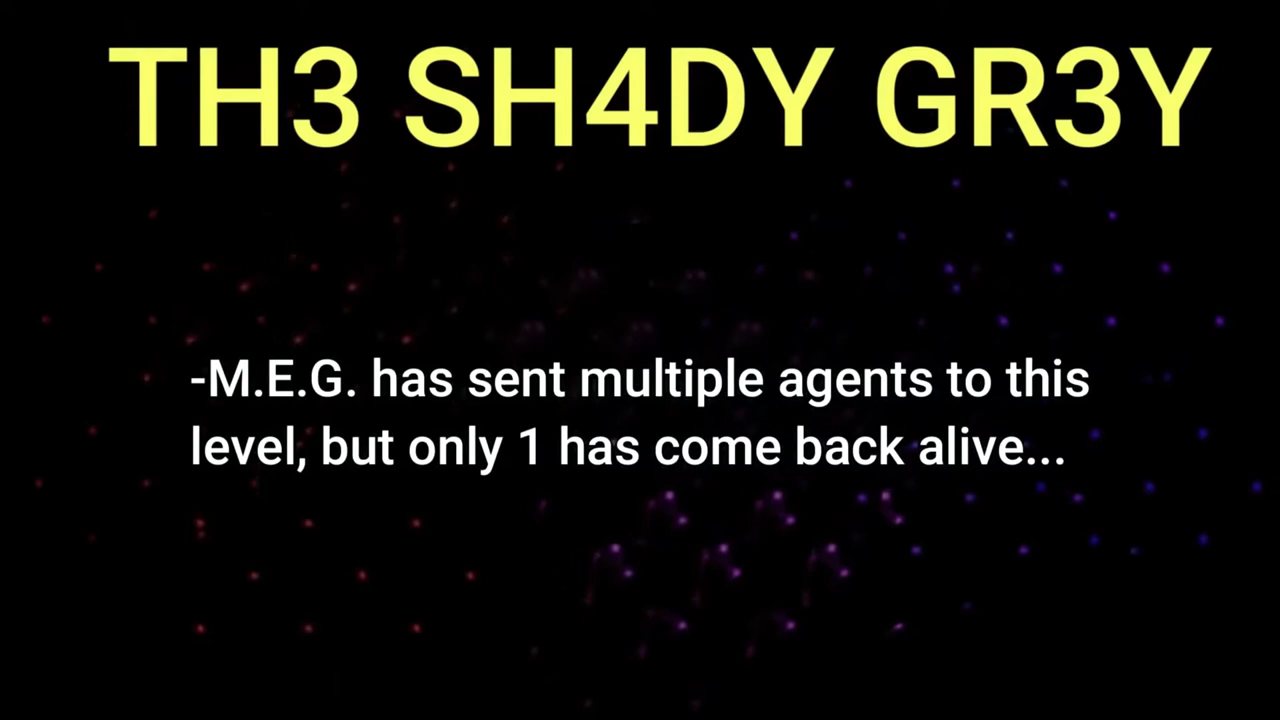 TH3 SH4DY GR3Y
-M.E.G. has sent multiple agents to this
level, but only 1 has come back alive...